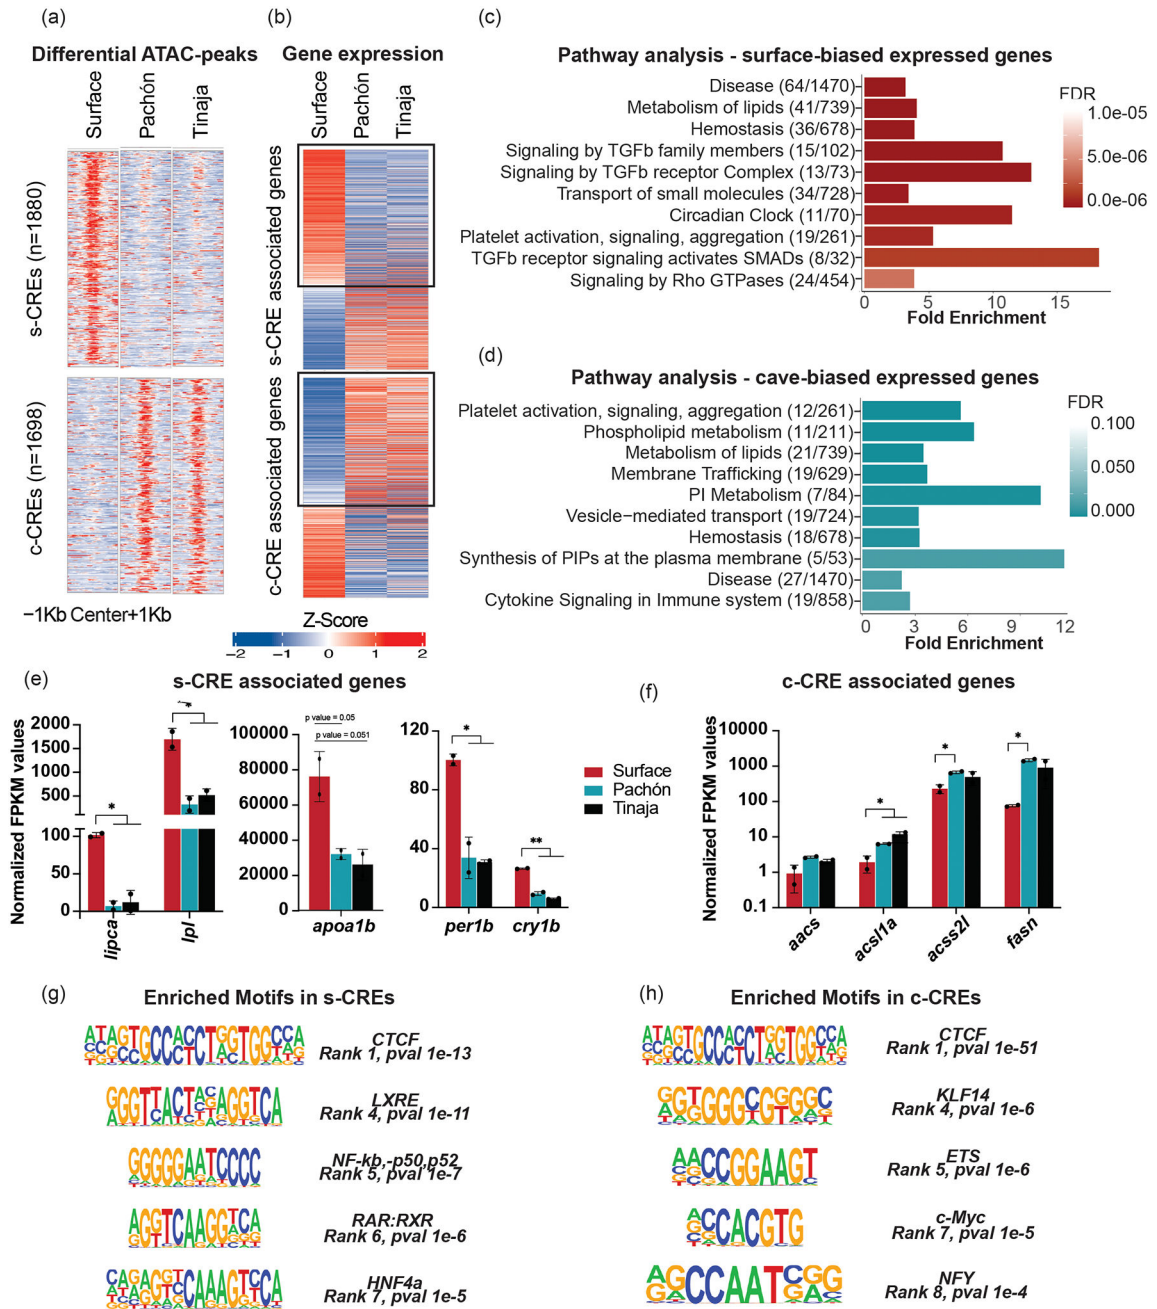 (a)
Differential ATAC-peaks
Surface
Pachón
Tinaja
s-CREs (n=1880)
c-CREs (n=1698)
−1Kb Center+1Kb
(b)
Gene expression
Surface
Pachón
Tinaja
s-CRE associated genes
c-CRE associated genes
Z-Score
−2 −1 0 1 2
(c)
Pathway analysis - surface-biased expressed genes
Disease (64/1470)
Metabolism of lipids (41/739)
Hemostasis (36/678)
Signaling by TGFb family members (15/102)
Signaling by TGFb receptor Complex (13/73)
Transport of small molecules (34/728)
Circadian Clock (11/70)
Platelet activation, signaling, aggregation (19/261)
TGFb receptor signaling activates SMADs (8/32)
Signaling by Rho GTPases (24/454)
0 5 10 15
Fold Enrichment
FDR
1.0e-05
5.0e-06
0.0e-06
(d)
Pathway analysis - cave-biased expressed genes
Platelet activation, signaling, aggregation (12/261)
Phospholipid metabolism (11/211)
Metabolism of lipids (21/739)
Membrane Trafficking (19/629)
PI Metabolism (7/84)
Vesicle−mediated transport (19/724)
Hemostasis (18/678)
Synthesis of PIPs at the plasma membrane (5/53)
Disease (27/1470)
Cytokine Signaling in Immune system (19/858)
0 3 6 9 12
Fold Enrichment
FDR
0.100
0.050
0.000
(e)
s-CRE associated genes
Normalized FPKM values
2000
1500
1000
500
100
50
0
*
*
lipca
lpl
100000
80000
60000
40000
20000
0
p value = 0.05
p value = 0.051
apoa1b
120
80
40
0
*
**
per1b
cry1b
Surface
Pachón
Tinaja
(f)
c-CRE associated genes
Normalized FPKM values
10000
1000
100
10
1
0.1
*
*
*
aacs
acsl1a
acss2l
fasn
(g)
Enriched Motifs in s-CREs
CTCF
Rank 1, pval 1e-13
LXRE
Rank 4, pval 1e-11
NF-kb,-p50,p52
Rank 5, pval 1e-7
RAR:RXR
Rank 6, pval 1e-6
HNF4a
Rank 7, pval 1e-5
(h)
Enriched Motifs in c-CREs
CTCF
Rank 1, pval 1e-51
KLF14
Rank 4, pval 1e-6
ETS
Rank 5, pval 1e-6
c-Myc
Rank 7, pval 1e-5
NFY
Rank 8, pval 1e-4